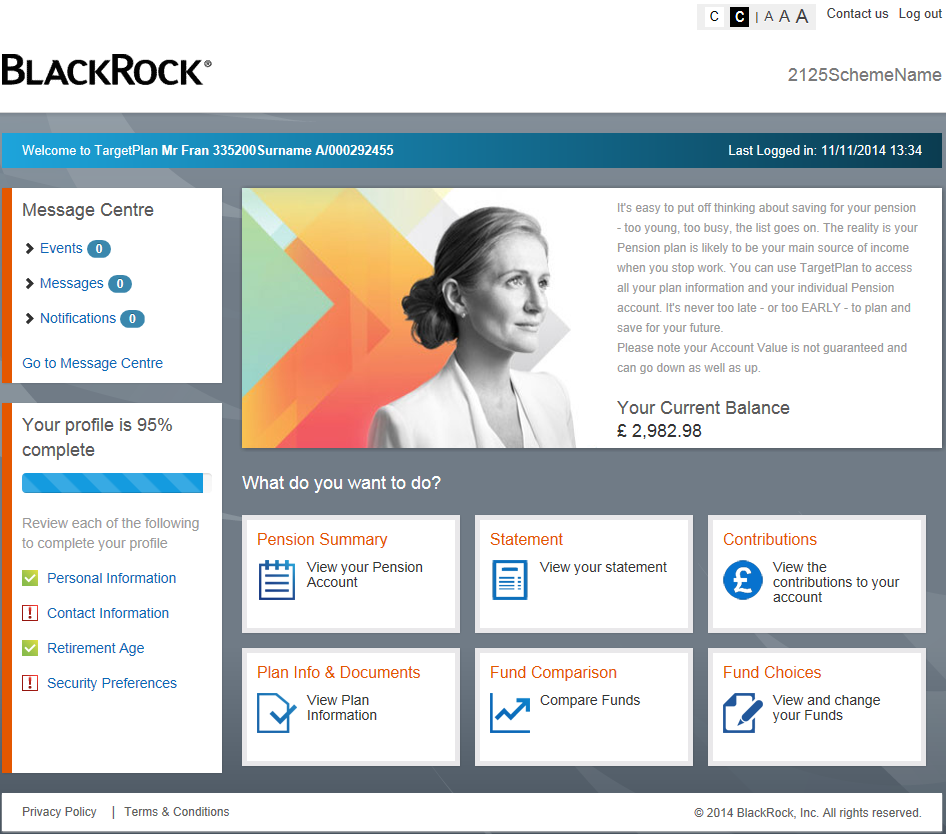 C C | A A A Contact us Log out
BLACKROCK®
2125SchemeName
Welcome to TargetPlan Mr Fran 335200Surname A/000292455
Last Logged in: 11/11/2014 13:34
Message Centre
Events 0
Messages 0
Notifications 0
Go to Message Centre
Your profile is 95%
complete
Review each of the following
to complete your profile
Personal Information
! Contact Information
Retirement Age
! Security Preferences
It's easy to put off thinking about saving for your pension
- too young, too busy, the list goes on. The reality is your
Pension plan is likely to be your main source of income
when you stop work. You can use TargetPlan to access
all your plan information and your individual Pension
account. It's never too late - or too EARLY - to plan and
save for your future.
Please note your Account Value is not guaranteed and
can go down as well as up.
Your Current Balance
£ 2,982.98
What do you want to do?
Pension Summary
View your Pension
Account
Statement
View your statement
Contributions
£
View the
contributions to your
account
Plan Info & Documents
View Plan
Information
Fund Comparison
Compare Funds
Fund Choices
View and change
your Funds
Privacy Policy | Terms & Conditions
© 2014 BlackRock, Inc. All rights reserved.